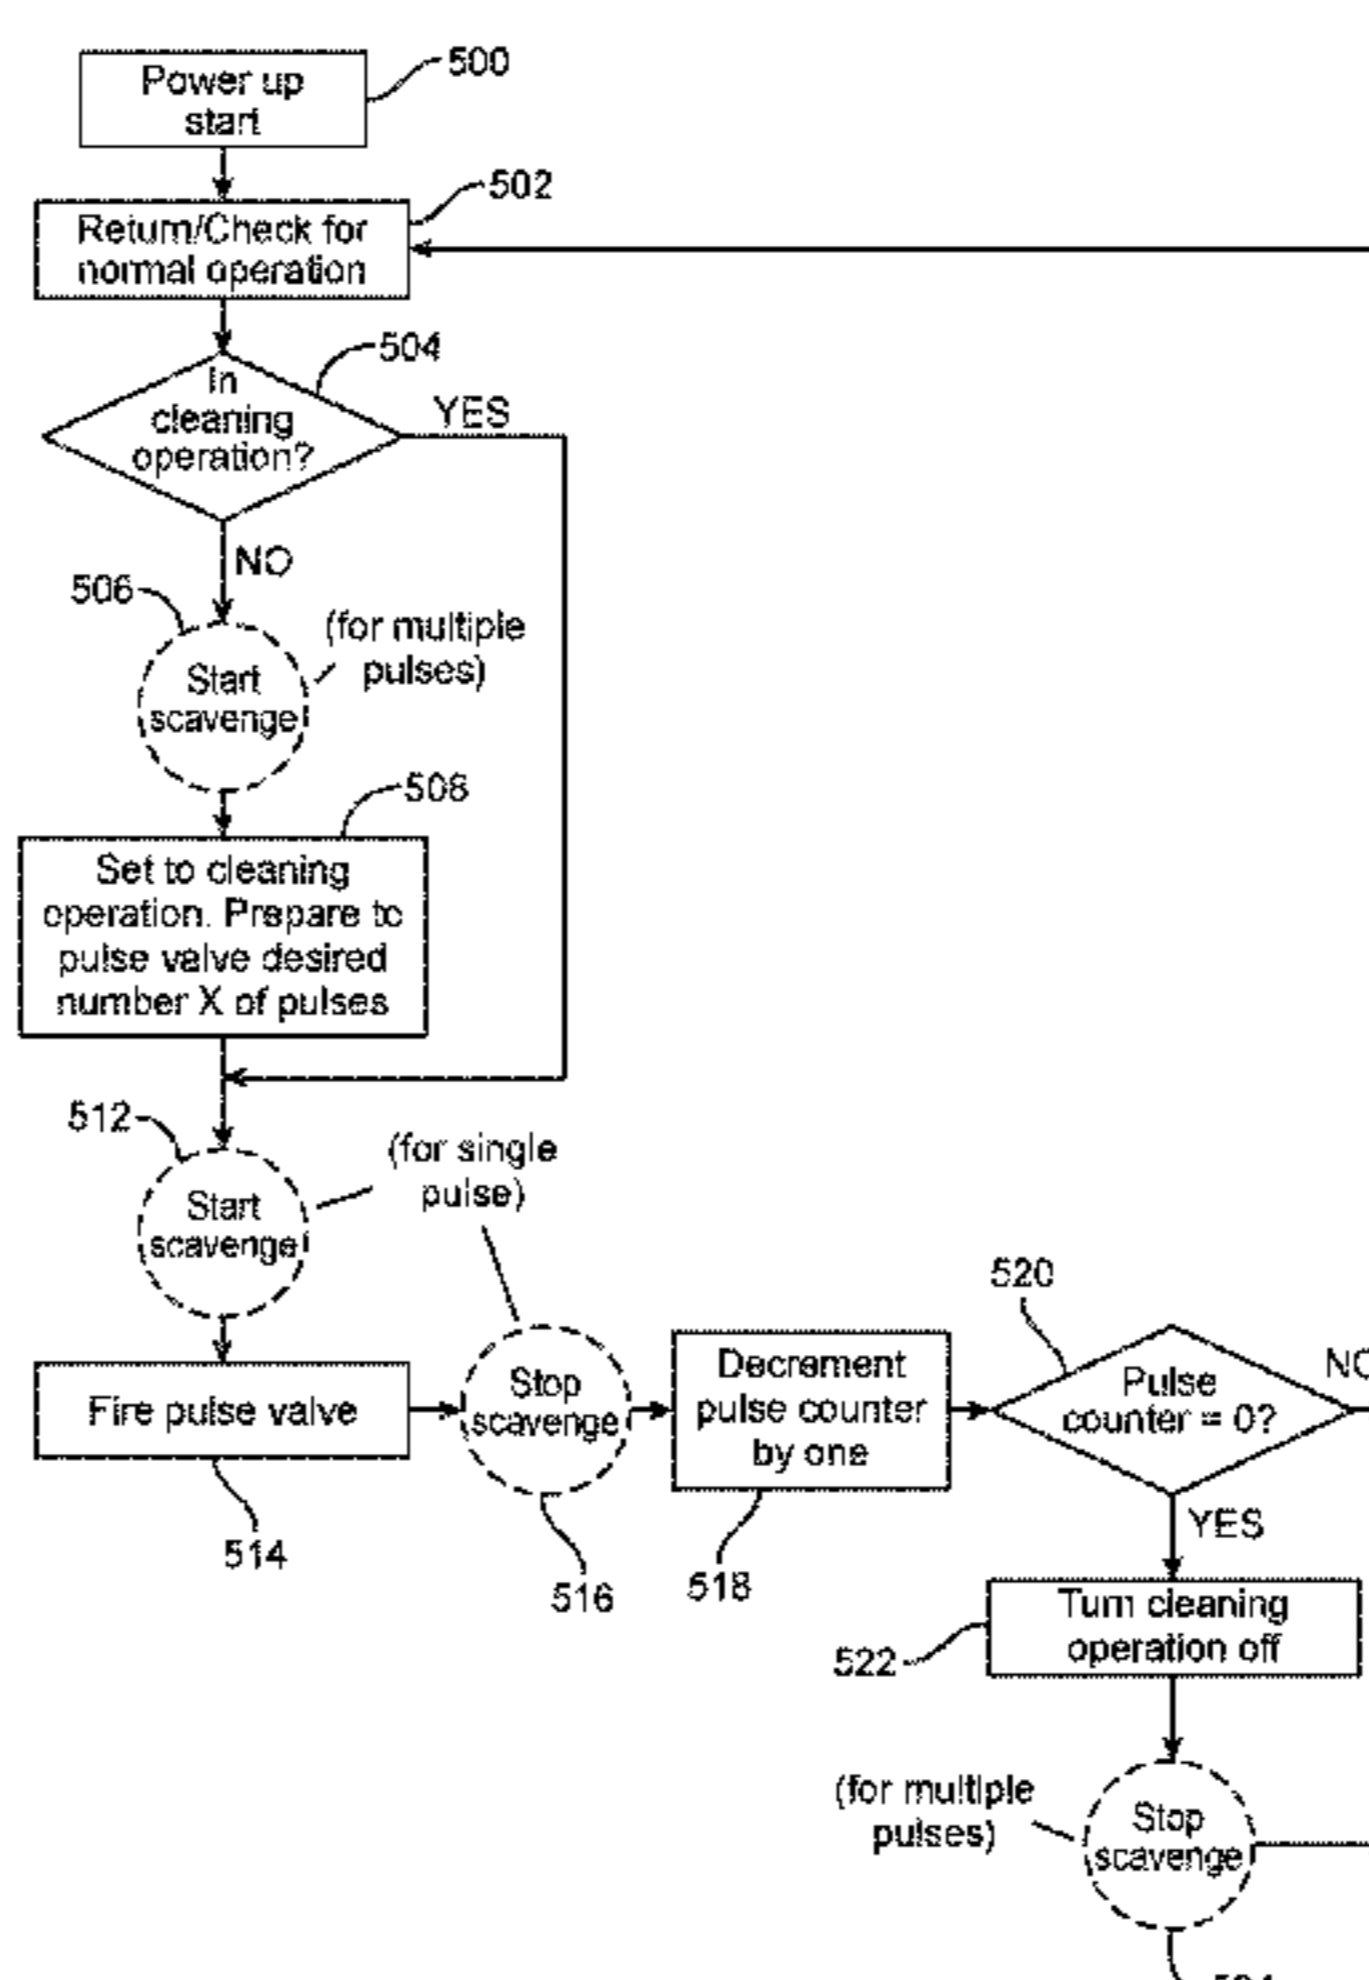 500
Power up
start
502
Return/Check for
normal operation
504
In
cleaning
operation?
YES
NO
506
(for multiple
pulses)
Start
scavenge
508
Set to cleaning
operation. Prepare to
pulse valve desired
number X of pulses
512
(for single
pulse)
Start
scavenge
Fire pulse valve
514
Stop
scavenge
516
Decrement
pulse counter
by one
518
520
Pulse
counter = 0?
NO
YES
Turn cleaning
operation off
522
(for multiple
pulses)
Stop
scavenge